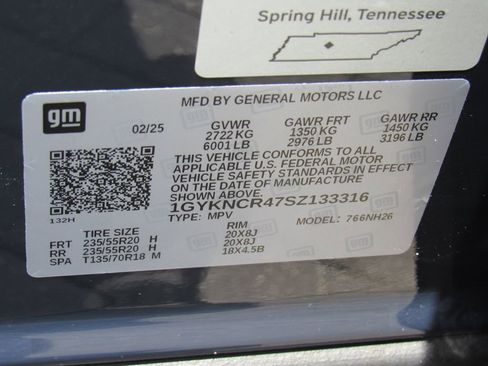 Spring Hill, Tennessee
gm
MFD BY GENERAL MOTORS LLC
02/25
GVWR GAWR FRT GAWR RR
2722 KG 1350 KG 1450 KG
6001 LB 2976 LB 3196 LB
THIS VEHICLE CONFORMS TO ALL
APPLICABLE U.S. FEDERAL MOTOR
VEHICLE SAFETY STANDARDS IN EFFECT
ON THE DATE OF MANUFACTURE
SHOWN ABOVE.
1GYKNCR47SZ133316
132H
TYPE: MPV MODEL: 766NH26
TIRE SIZE RIM
FRT 235/55R20 H 20X8J
RR 235/55R20 H 20X8J
SPA T135/70R18 M 18X4.5B